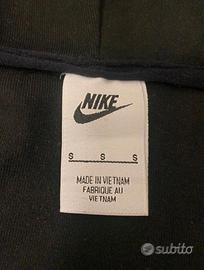 NIKE
S S S
MADE IN VIETNAM
FABRIQUE AU
VIETNAM
subito